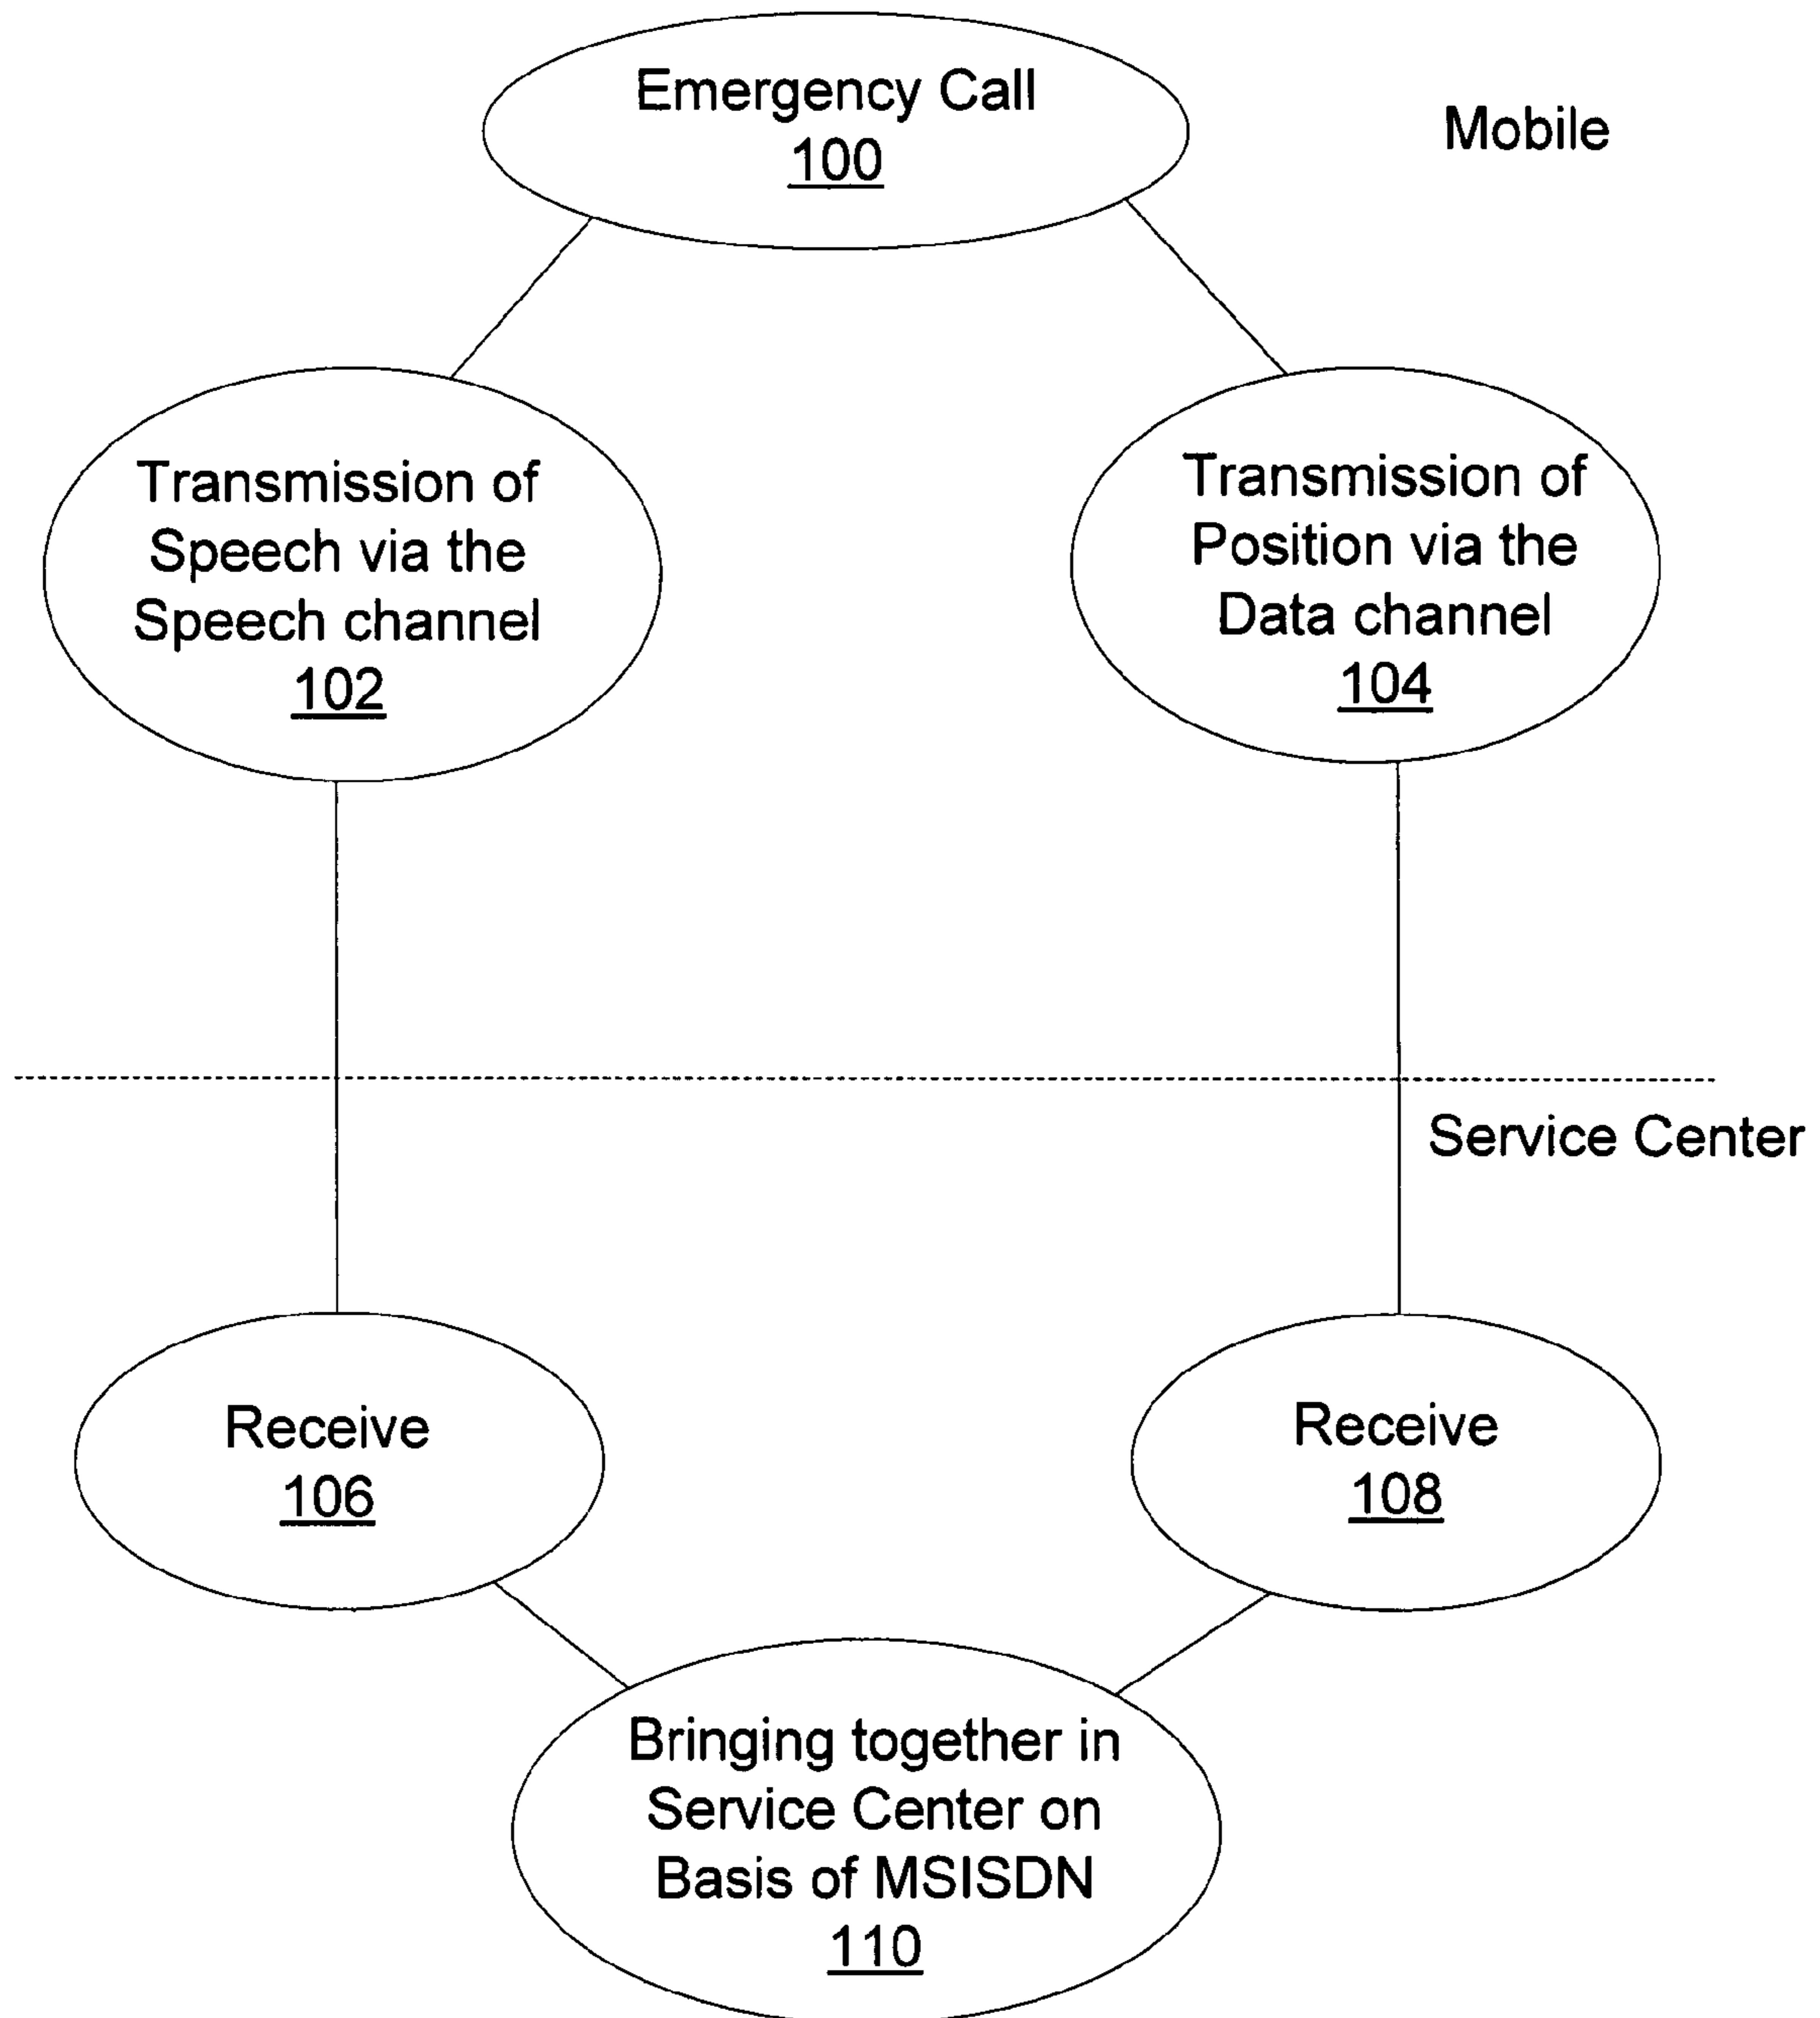 Emergency Call
100
Mobile
Transmission of
Speech via the
Speech channel
102
Transmission of
Position via the
Data channel
104
Service Center
Receive
106
Receive
108
Bringing together in
Service Center on
Basis of MSISDN
110